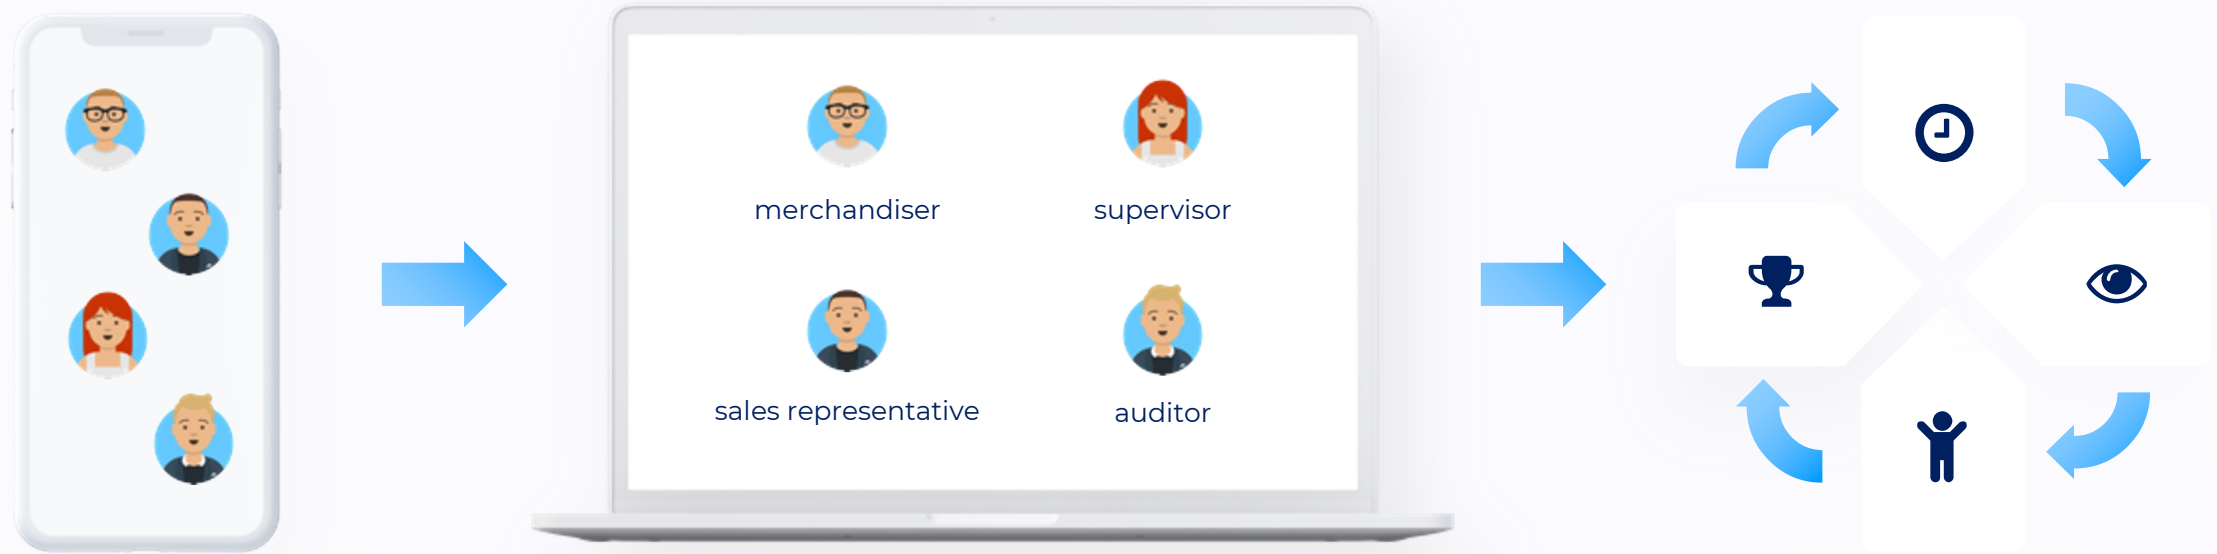 merchandiser
supervisor
sales representative
auditor